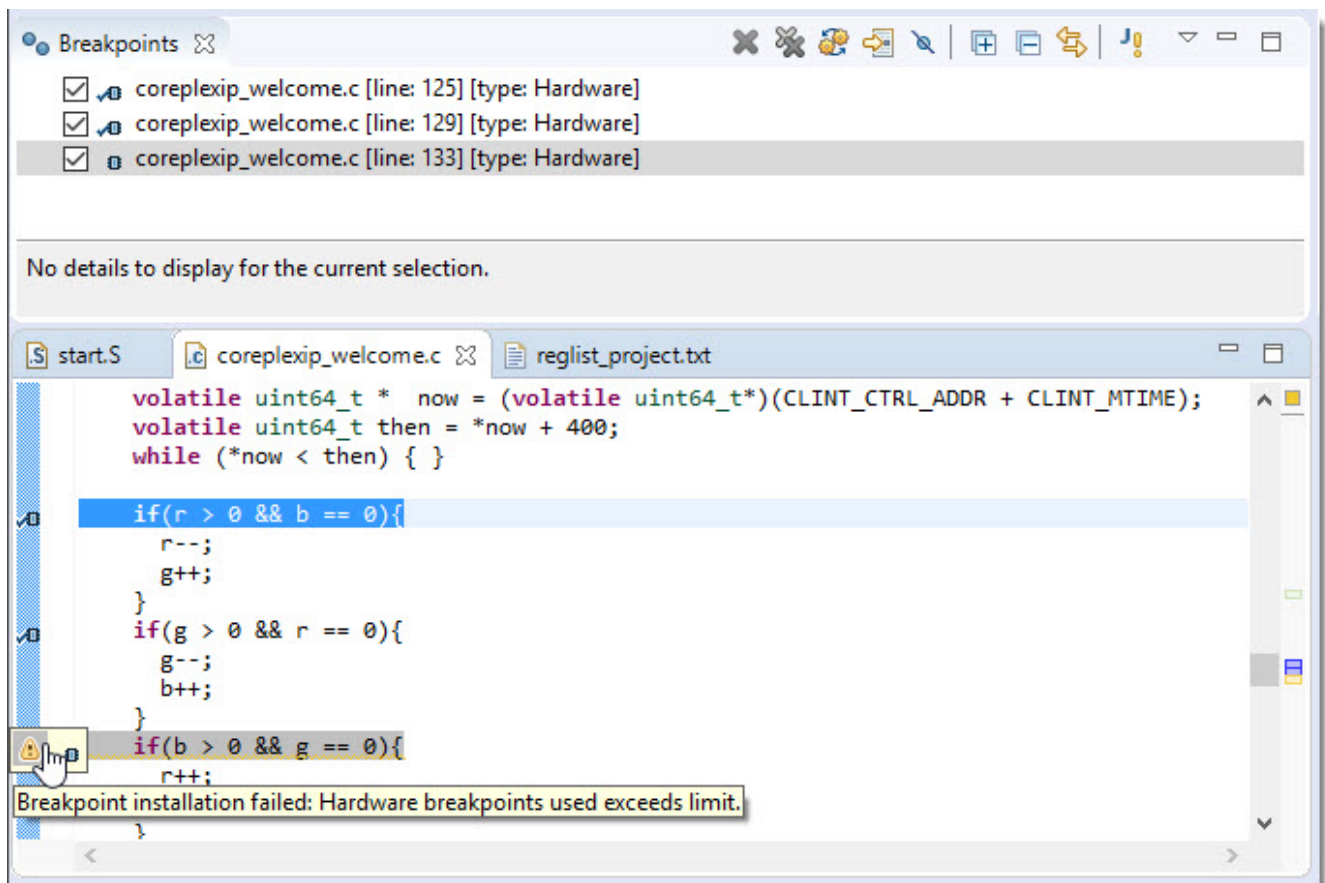 Breakpoints
coreplexip_welcome.c [line: 125] [type: Hardware]
coreplexip_welcome.c [line: 129] [type: Hardware]
coreplexip_welcome.c [line: 133] [type: Hardware]
No details to display for the current selection.
start.S coreplexip_welcome.c reglist_project.txt
volatile uint64_t *  now = (volatile uint64_t*)(CLINT_CTRL_ADDR + CLINT_MTIME);
volatile uint64_t then = *now + 400;
while (*now < then) { }
if(r > 0 && b == 0){
r--;
g++;
}
if(g > 0 && r == 0){
g--;
b++;
}
if(b > 0 && g == 0){
r++;
Breakpoint installation failed: Hardware breakpoints used exceeds limit.
}